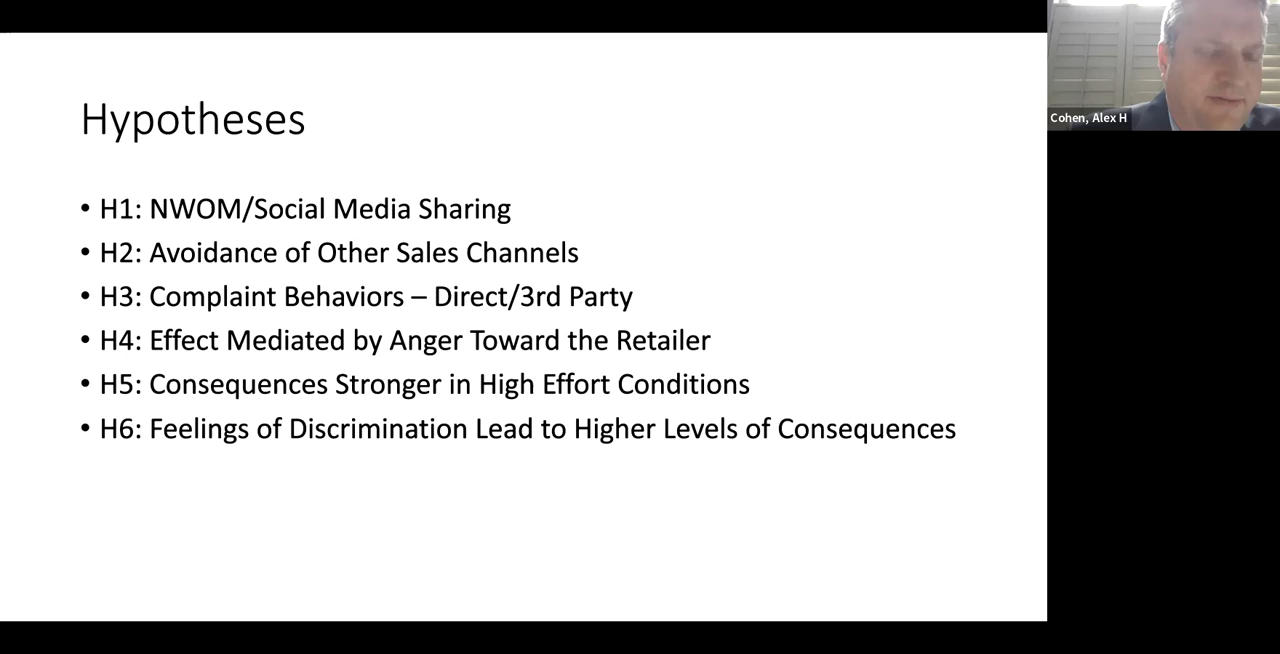 Hypotheses
• H1: NWOM/Social Media Sharing
• H2: Avoidance of Other Sales Channels
• H3: Complaint Behaviors – Direct/3rd Party
• H4: Effect Mediated by Anger Toward the Retailer
• H5: Consequences Stronger in High Effort Conditions
• H6: Feelings of Discrimination Lead to Higher Levels of Consequences
Cohen, Alex H